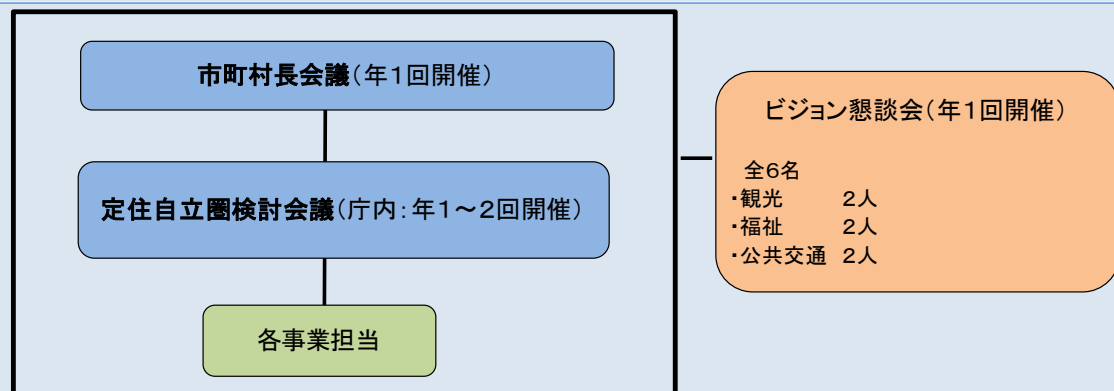 市町村長会議（年１回開催）
定住自立圏検討会議（庁内：年１～２回開催）
各事業担当
ビジョン懇談会（年１回開催）
全６名
・観光　２人
・福祉　２人
・公共交通　２人